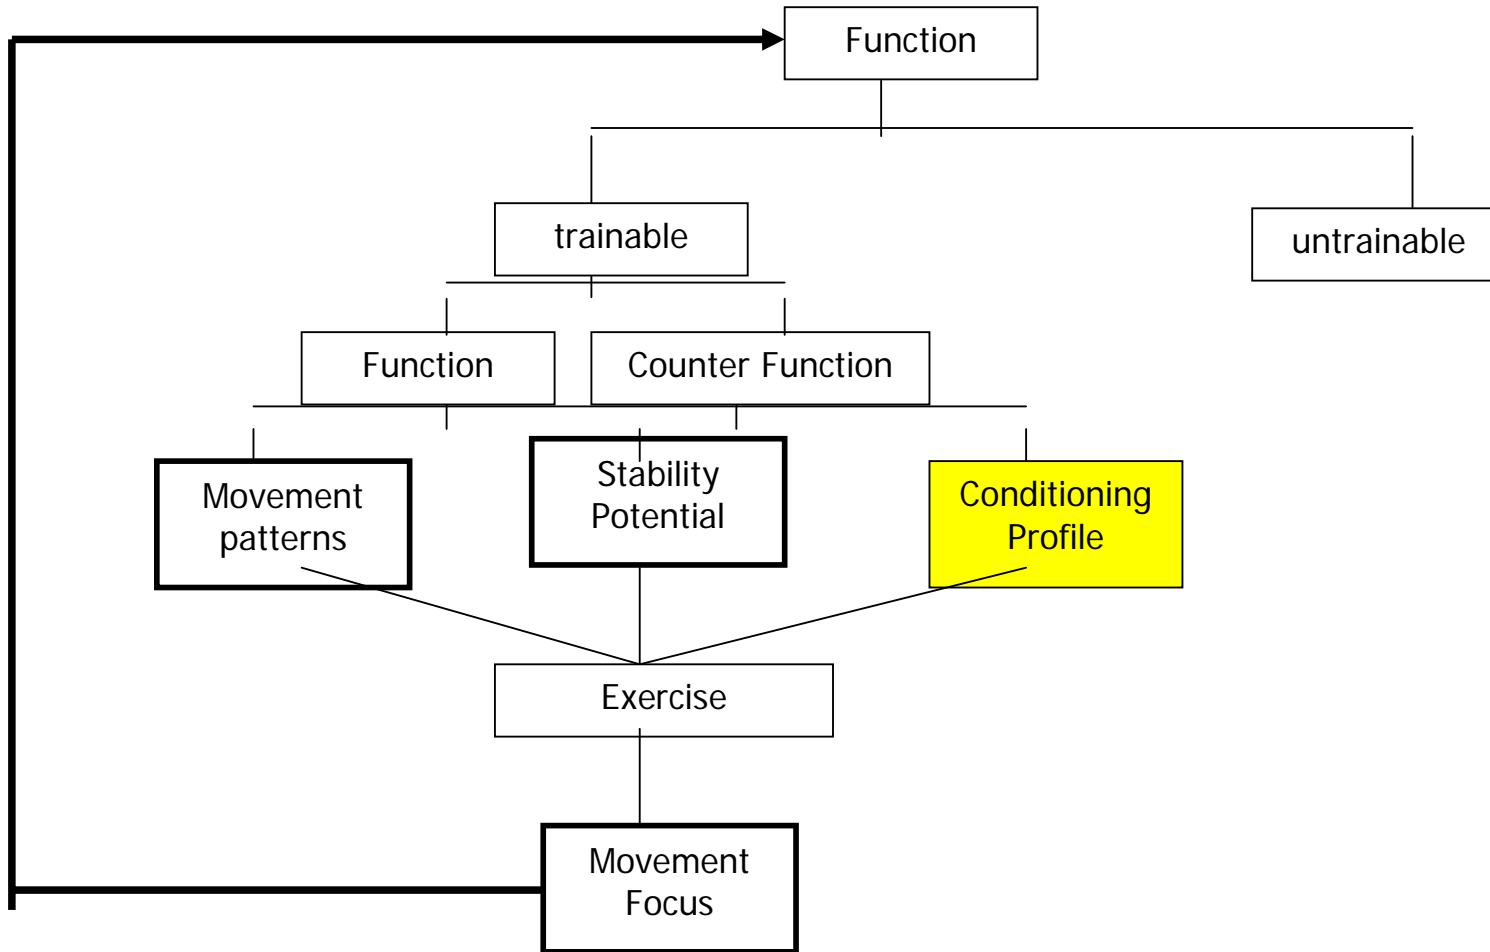 Function
trainable
untrainable
Function
Counter Function
Movement
patterns
Stability
Potential
Conditioning
Profile
Exercise
Movement
Focus